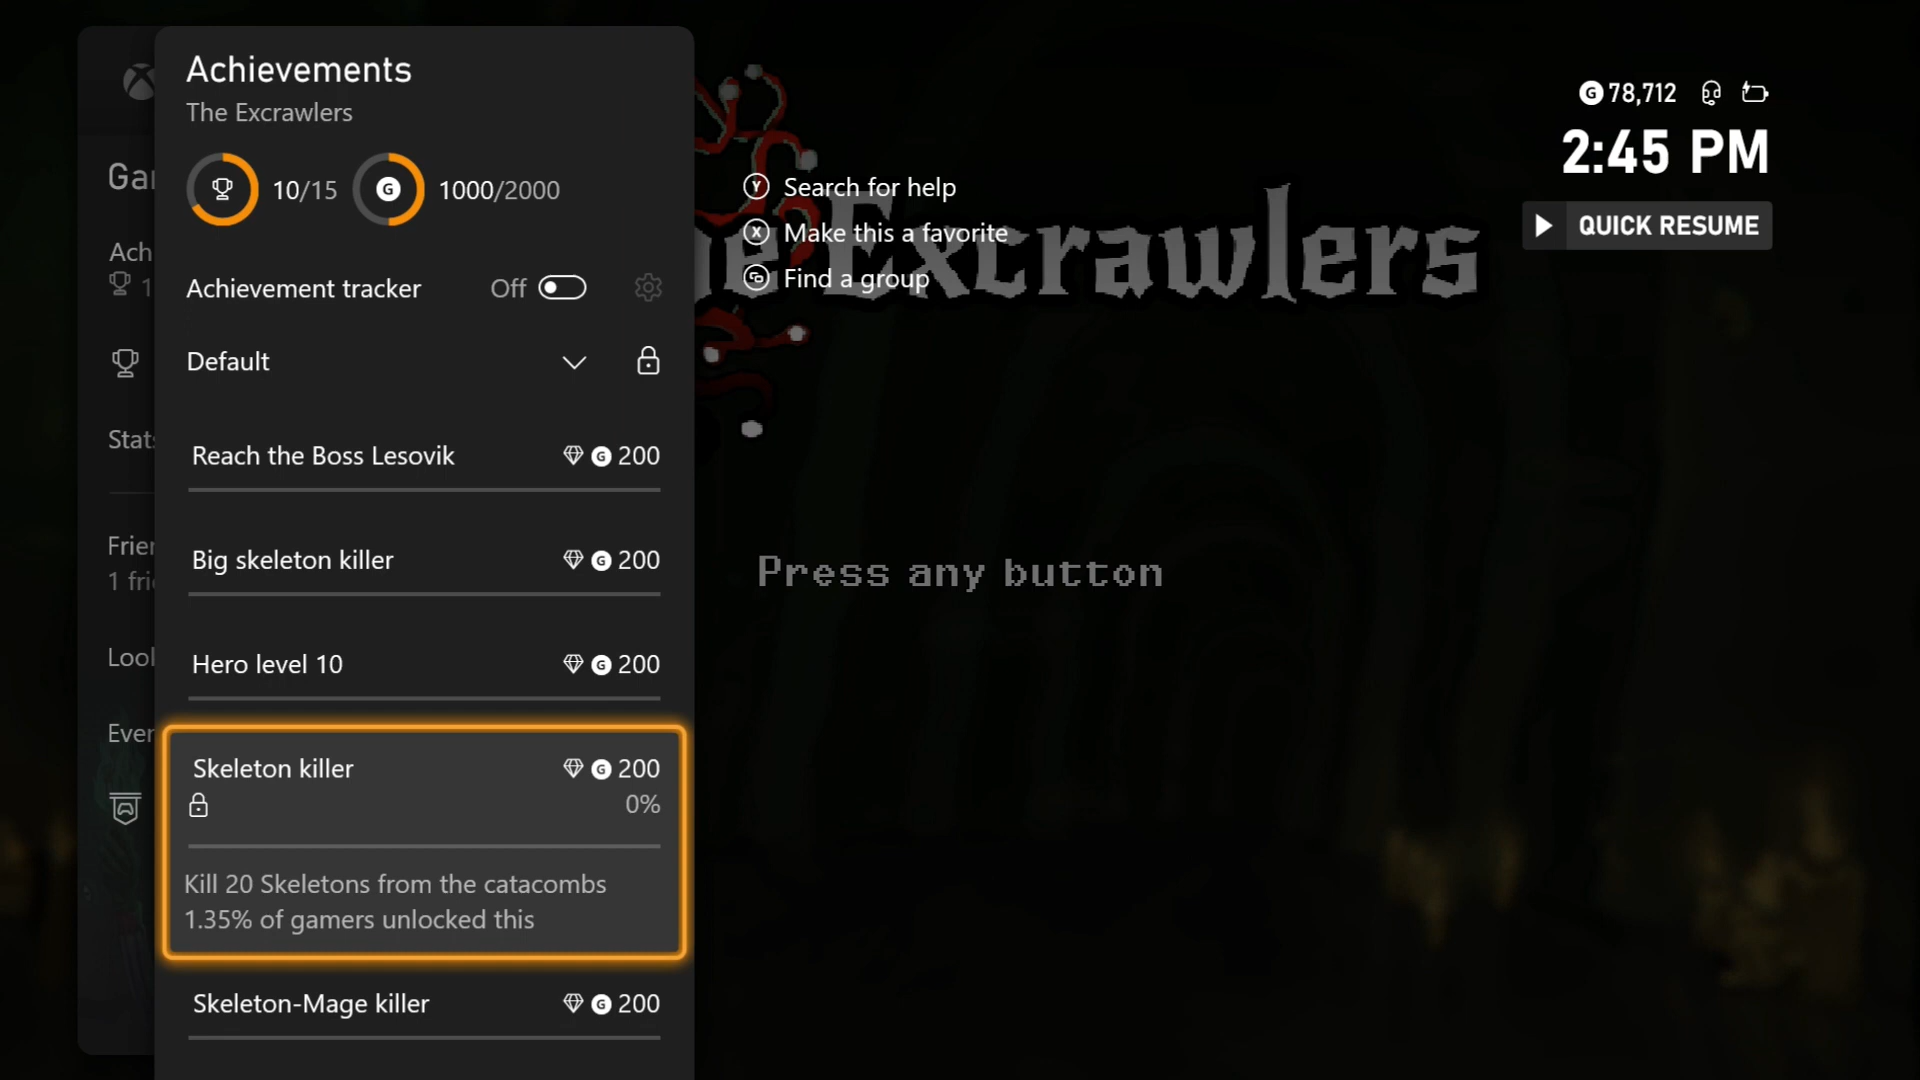 Achievements
The Excrawlers
10/15
G
1000/2000
Achievement tracker
Off
Default
Reach the Boss Lesovik
G 200
Big skeleton killer
G 200
Hero level 10
G 200
Skeleton killer
G 200
0%
Kill 20 Skeletons from the catacombs
1.35% of gamers unlocked this
Skeleton-Mage killer
G 200
Y Search for help
X Make this a favorite
Find a group
Excrawlers
Press any button
G 78,712
2:45 PM
QUICK RESUME